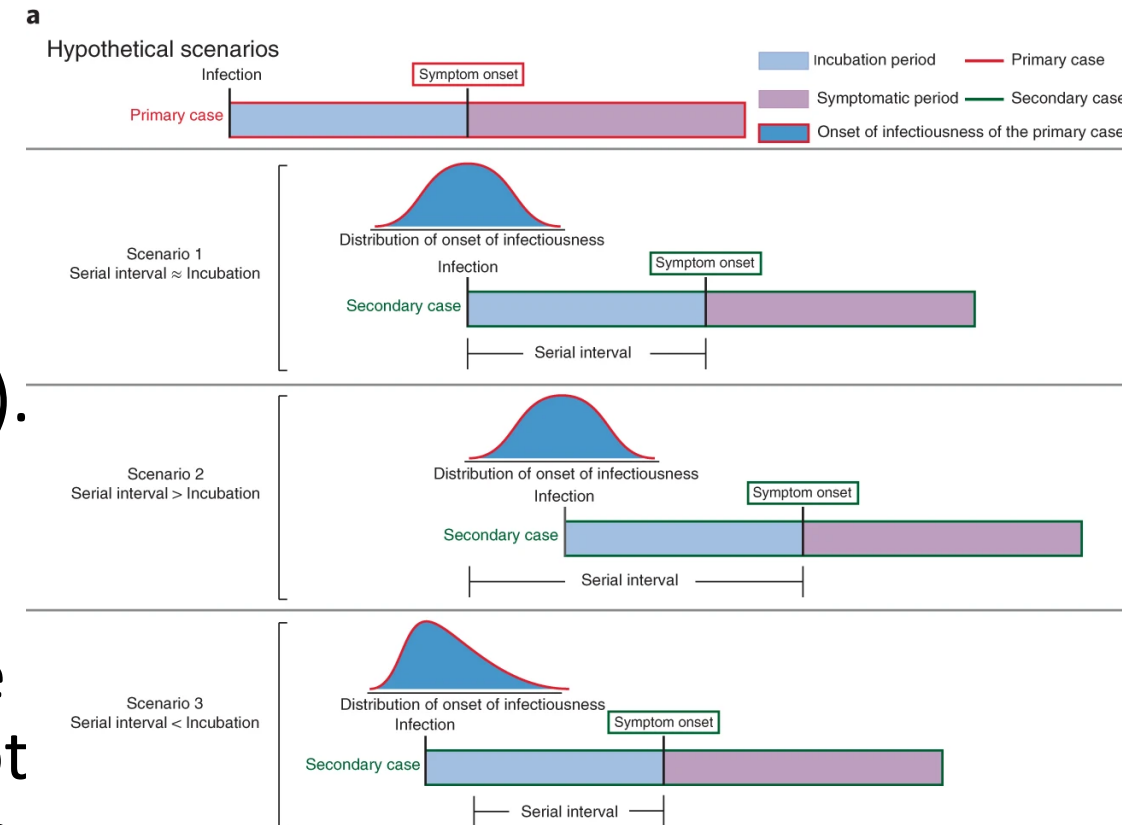 a
Hypothetical scenarios
Infection
Symptom onset
Primary case
Incubation period
Primary case
Symptomatic period
Secondary case
Onset of infectiousness of the primary case
Distribution of onset of infectiousness
Scenario 1
Serial interval ≈ Incubation
Infection
Symptom onset
Secondary case
Serial interval
).
Distribution of onset of infectiousness
Scenario 2
Serial interval > Incubation
Infection
Symptom onset
Secondary case
Serial interval
e
Distribution of onset of infectiousness
Scenario 3
Serial interval < Incubation
Infection
Symptom onset
ot
Secondary case
Serial interval